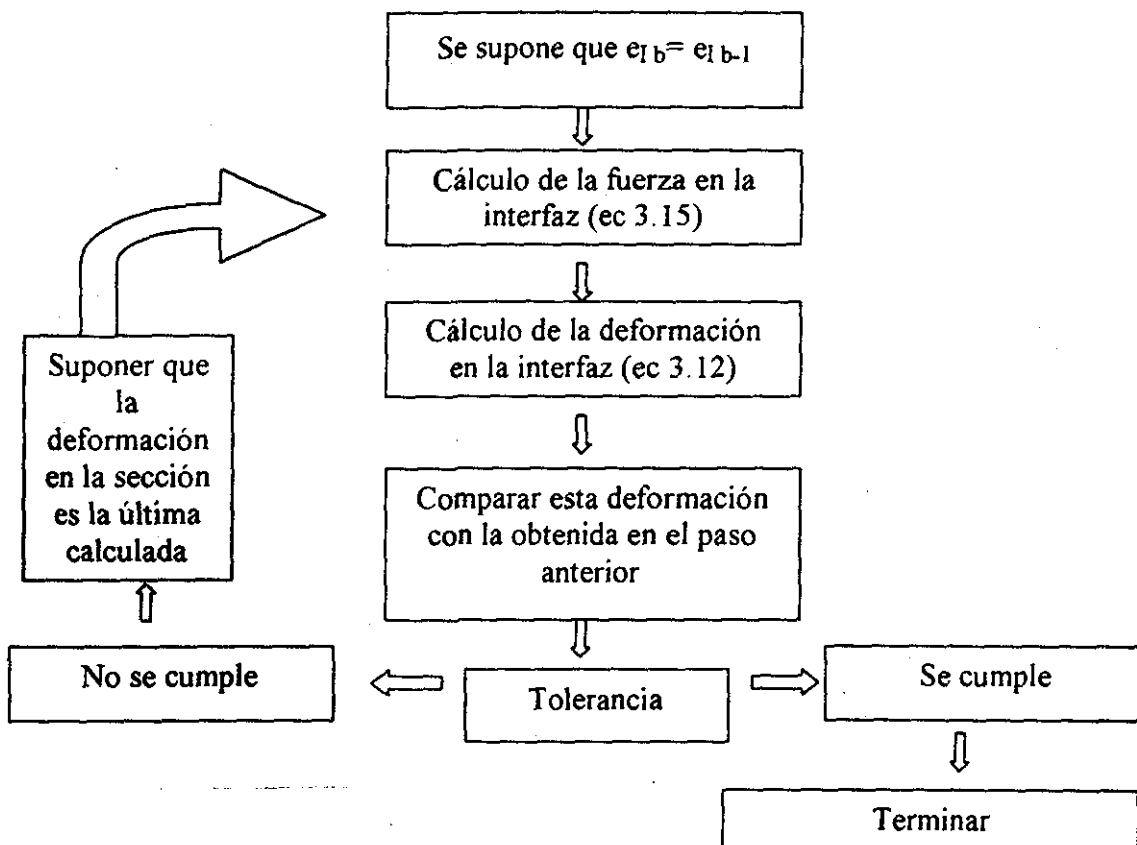 Se supone que eI b= eI b-1
Cálculo de la fuerza en la
interfaz (ec 3.15)
Cálculo de la deformación
en la interfaz (ec 3.12)
Suponer que
la
deformación
en la sección
es la última
calculada
Comparar esta deformación
con la obtenida en el paso
anterior
No se cumple
Tolerancia
Se cumple
Terminar